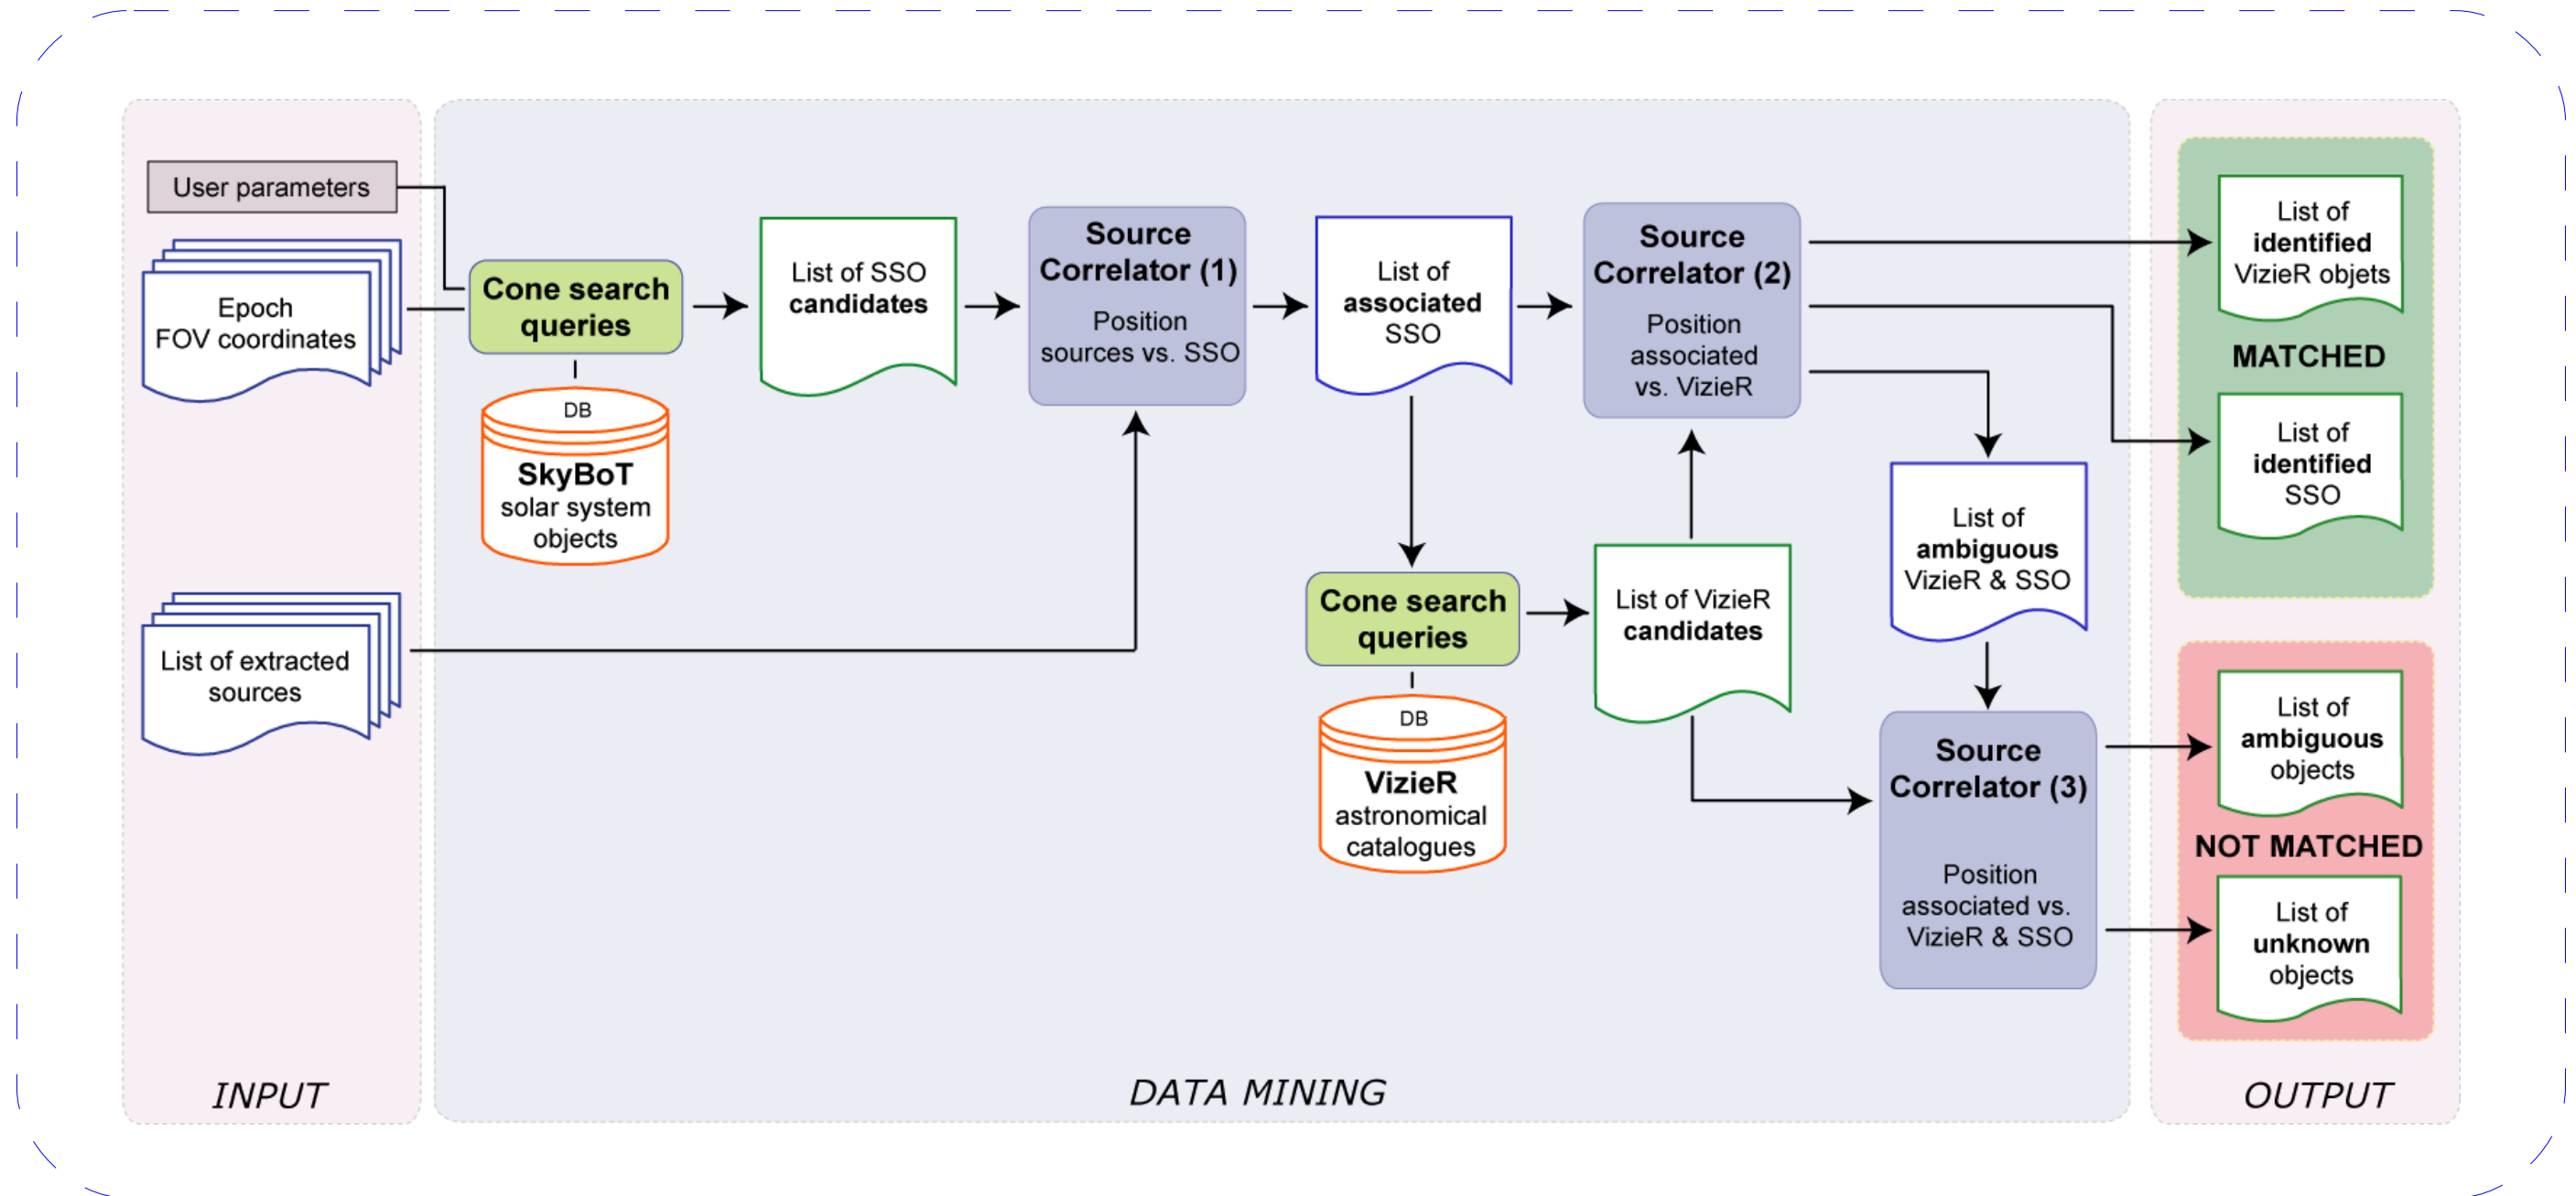 User parameters
Epoch
FOV coordinates
List of extracted
sources
INPUT
Cone search
queries
DB
SkyBoT
solar system
objects
List of SSO
candidates
Source
Correlator (1)
Position
sources vs. SSO
List of
associated
SSO
Cone search
queries
DB
VizieR
astronomical
catalogues
List of VizieR
candidates
Source
Correlator (2)
Position
associated
vs. VizieR
List of
ambiguous
VizieR & SSO
Source
Correlator (3)
Position
associated vs.
VizieR & SSO
DATA MINING
List of
identified
VizieR objets
MATCHED
List of
identified
SSO
List of
ambiguous
objects
NOT MATCHED
List of
unknown
objects
OUTPUT